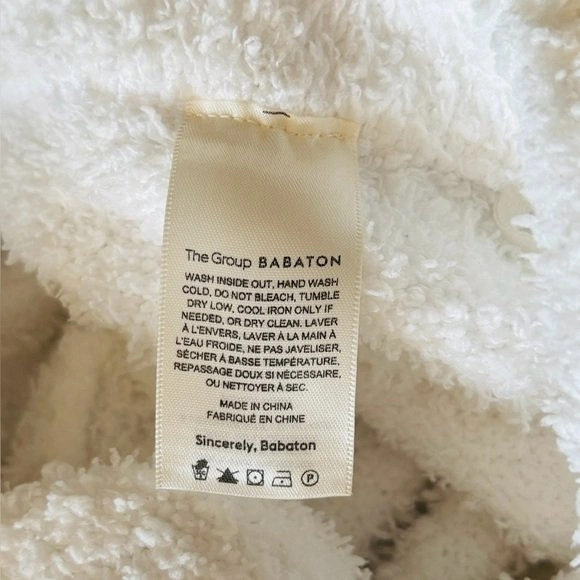 The Group BABATON
WASH INSIDE OUT, HAND WASH
COLD, DO NOT BLEACH, TUMBLE
DRY LOW, COOL IRON ONLY IF
NEEDED, OR DRY CLEAN. LAVER
À L'ENVERS, LAVER À LA MAIN À
L'EAU FROIDE, NE PAS JAVELISER,
SÉCHER À BASSE TEMPÉRATURE,
REPASSAGE DOUX SI NÉCESSAIRE,
OU NETTOYER À SEC.
MADE IN CHINA
FABRIQUÉ EN CHINE
Sincerely, Babaton
P